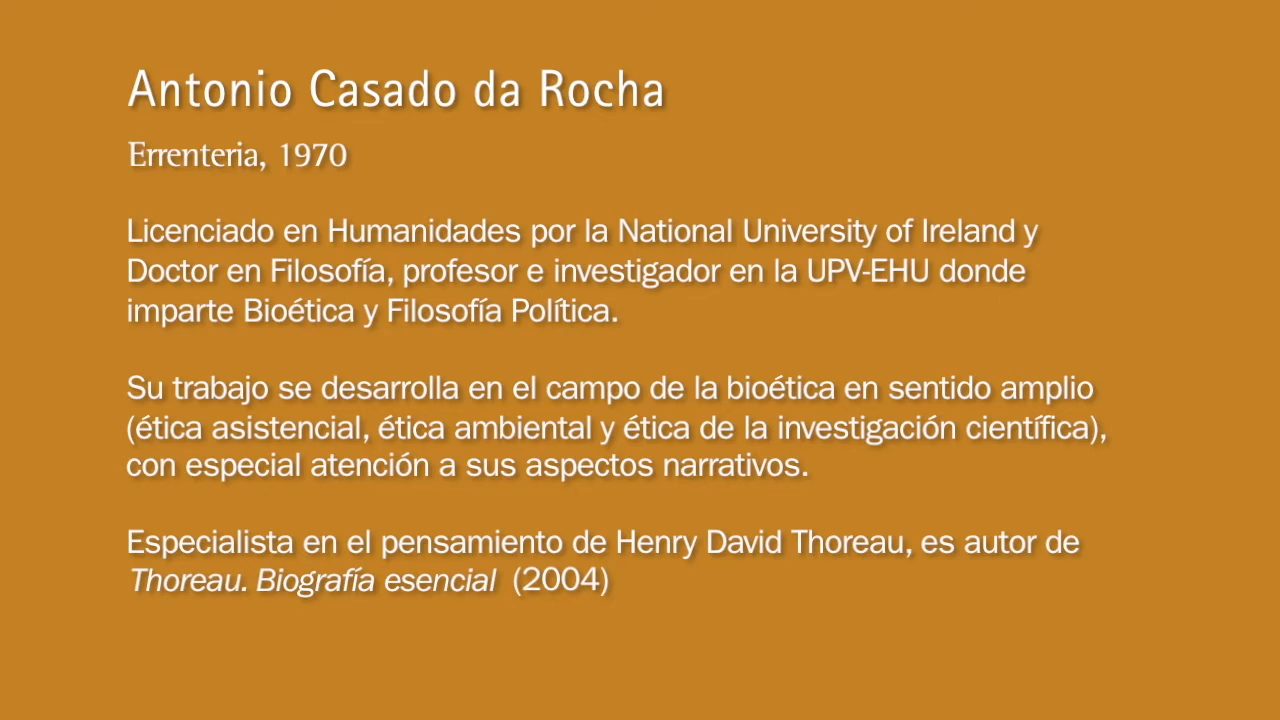 Antonio Casado da Rocha
Errenteria, 1970
Licenciado en Humanidades por la National University of Ireland y
Doctor en Filosofía, profesor e investigador en la UPV-EHU donde
imparte Bioética y Filosofía Política.
Su trabajo se desarrolla en el campo de la bioética en sentido amplio
(ética asistencial, ética ambiental y ética de la investigación científica),
con especial atención a sus aspectos narrativos.
Especialista en el pensamiento de Henry David Thoreau, es autor de
Thoreau. Biografía esencial (2004)